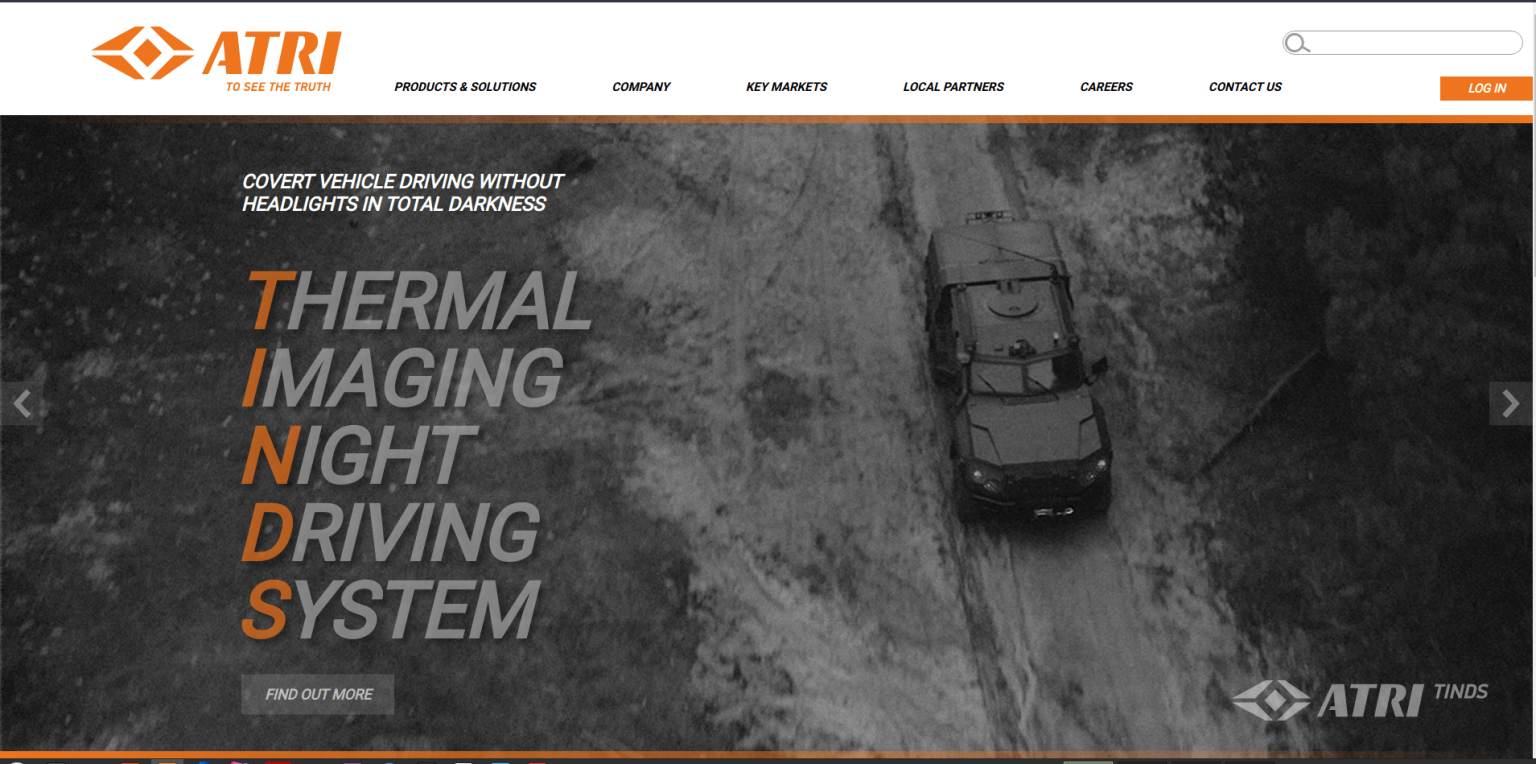 ATRI
TO SEE THE TRUTH
PRODUCTS & SOLUTIONS
COMPANY
KEY MARKETS
LOCAL PARTNERS
CAREERS
CONTACT US
LOG IN
COVERT VEHICLE DRIVING WITHOUT
HEADLIGHTS IN TOTAL DARKNESS
THERMAL
IMAGING
NIGHT
DRIVING
SYSTEM
FIND OUT MORE
ATRI TINDS